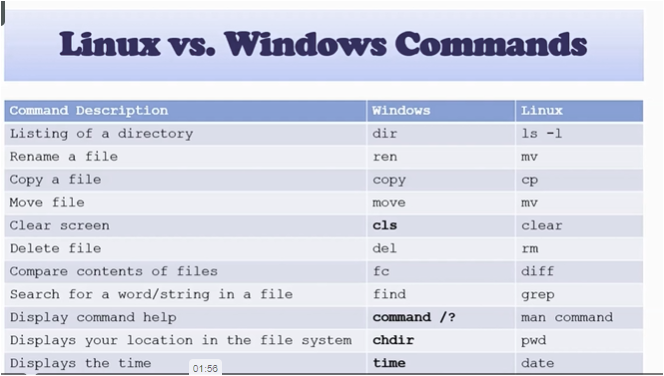 Linux vs. Windows Commands
Command Description Windows Linux
Listing of a directory dir ls -l
Rename a file ren mv
Copy a file copy cp
Move file move mv
Clear screen cls clear
Delete file del rm
Compare contents of files fc diff
Search for a word/string in a file find grep
Display command help command /? man command
Displays your location in the file system chdir pwd
Displays the time time date
01:56